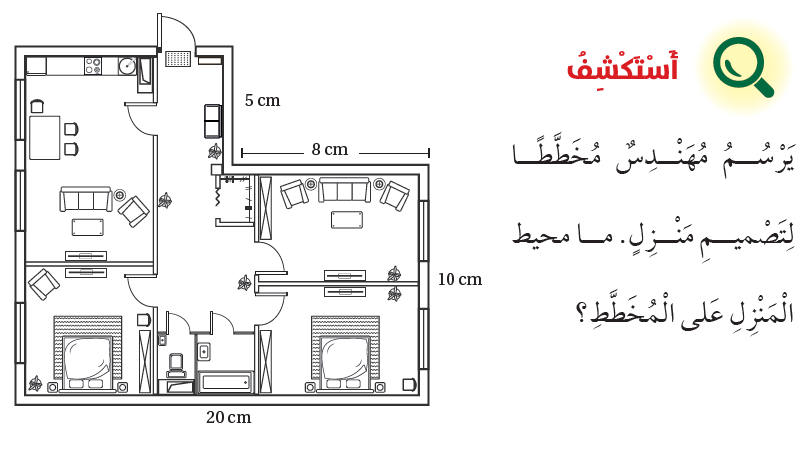 أَسْتَكْشِفُ
يَرْسُمُ مُهَنْدِسٌ مُخَطَّطًا
لِتَصْميمِ مَنْزِلٍ. ما محيط
الْمَنْزِلِ عَلى الْمُخَطَّطِ؟
5 cm
8 cm
10 cm
20 cm